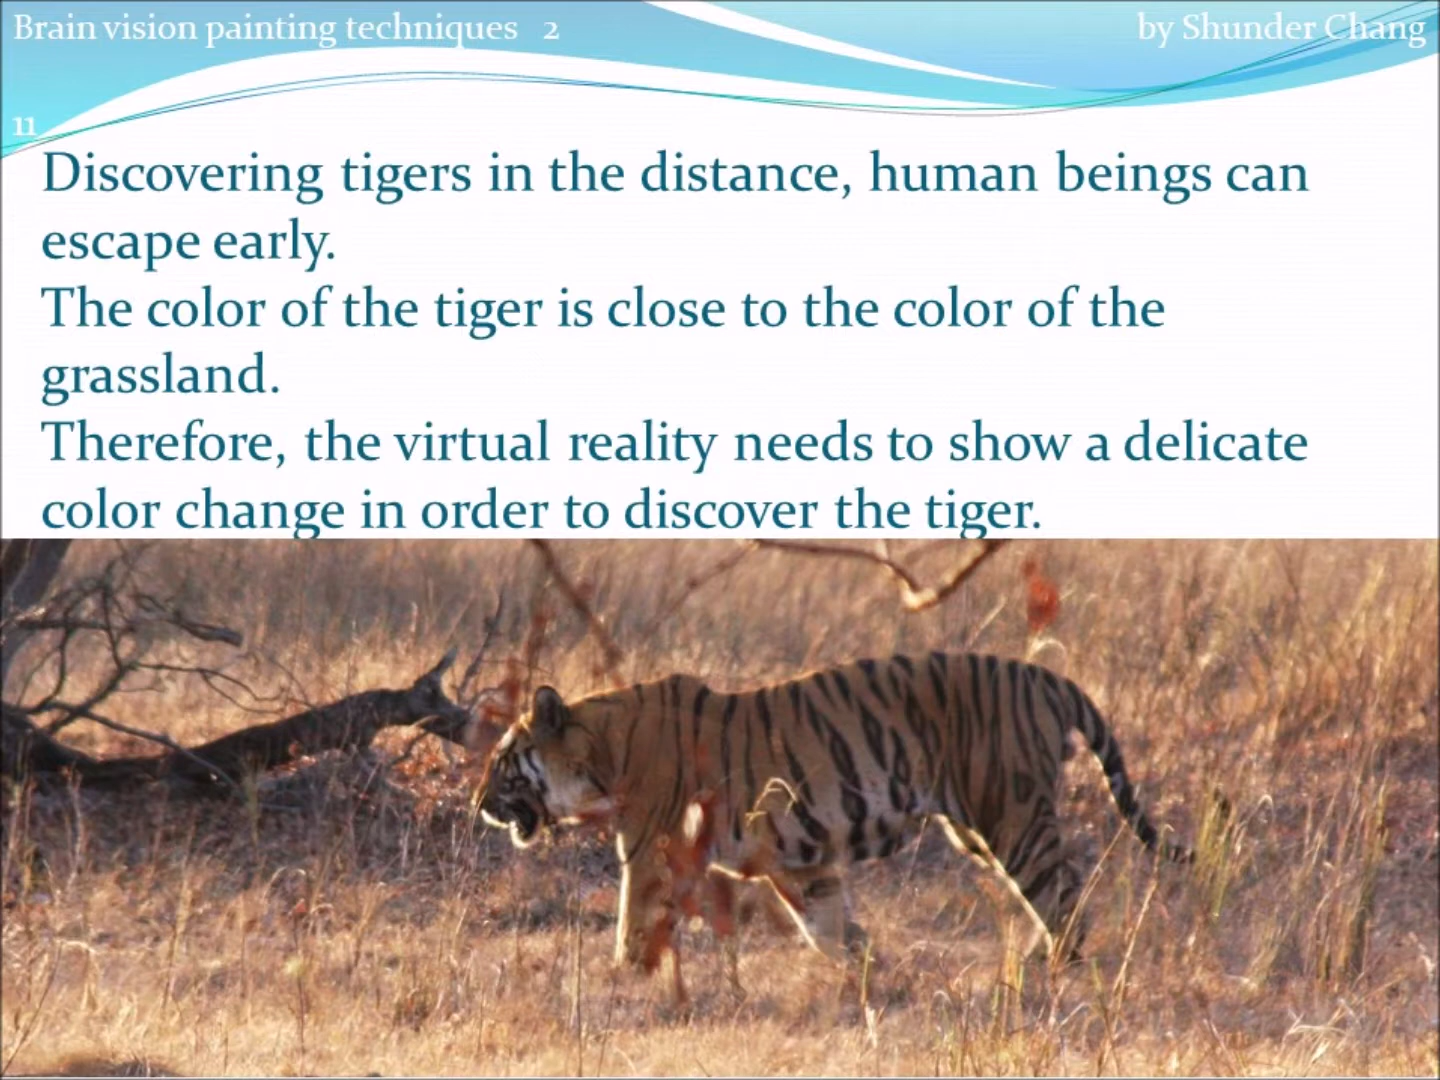 Brain vision painting techniques 2
by Shunder Chang
11
Discovering tigers in the distance, human beings can
escape early.
The color of the tiger is close to the color of the
grassland.
Therefore, the virtual reality needs to show a delicate
color change in order to discover the tiger.